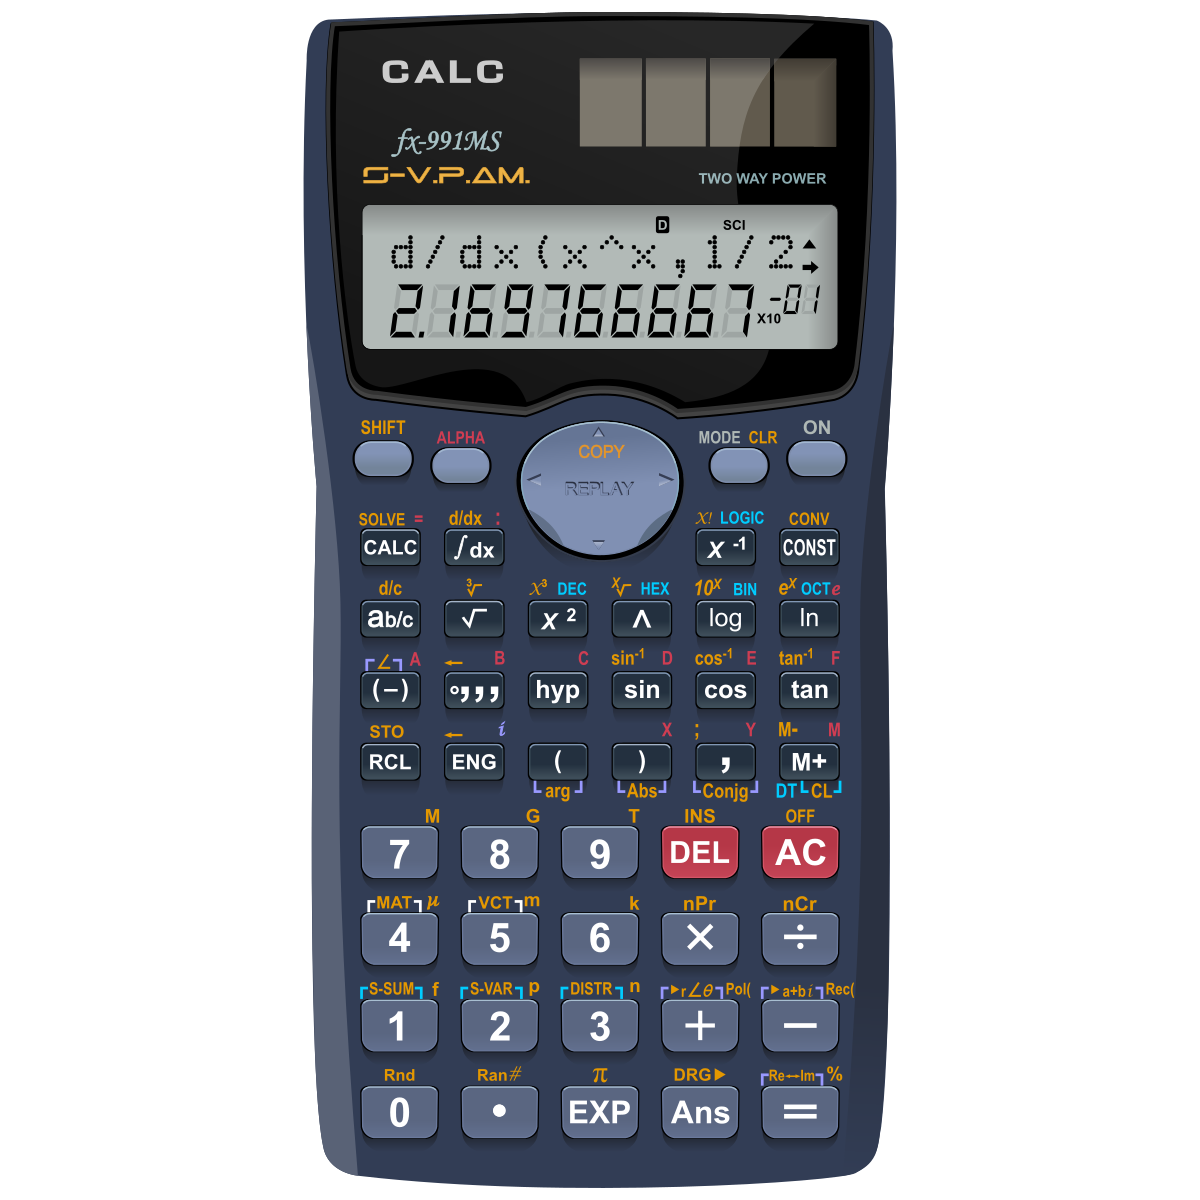 CALC
fx-991MS
S-V.P.AM.
TWO WAY POWER
D SCI
d/dx(x^x,1/2
2.169766667 x10 -01
SHIFT ALPHA COPY MODE CLR ON
REPLAY
SOLVE = d/dx : x! LOGIC CONV
CALC ∫dx x -1 CONST
d/c 3√ x³ DEC x√ HEX 10x BIN ex OCT e
ab/c √ x 2 ^ log ln
∠ A ← B C sin-1 D cos-1 E tan-1 F
(−) °,,, hyp sin cos tan
STO ← i X ; Y M- M
RCL ENG ( ) , M+
arg Abs Conjg DT CL
M G T INS OFF
7 8 9 DEL AC
MAT μ VCT m k nPr nCr
4 5 6 × ÷
S-SUM f S-VAR p DISTR n ▶r∠θ Pol( ▶a+bi Rec(
1 2 3 + −
Rnd Ran# π DRG▶ Re↔Im %
0 • EXP Ans =